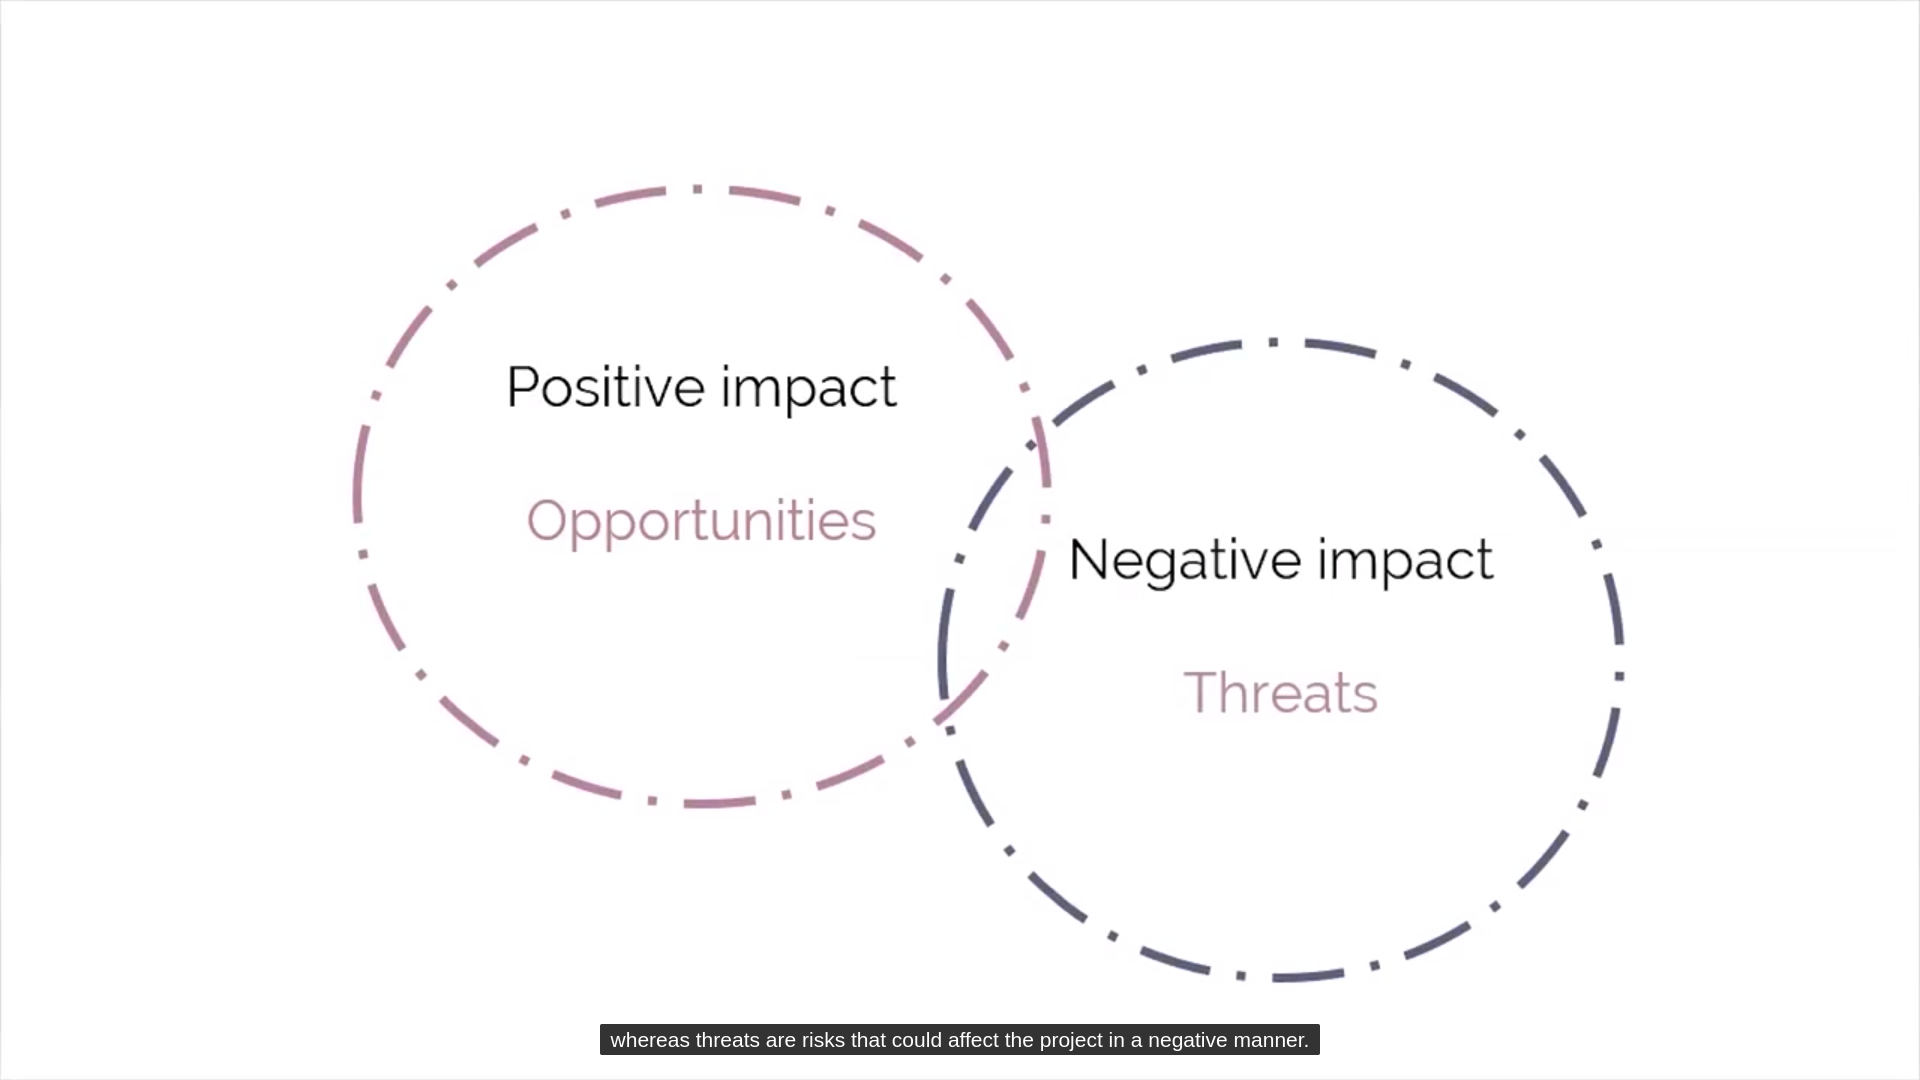 Positive impact
Opportunities
Negative impact
Threats
whereas threats are risks that could affect the project in a negative manner.